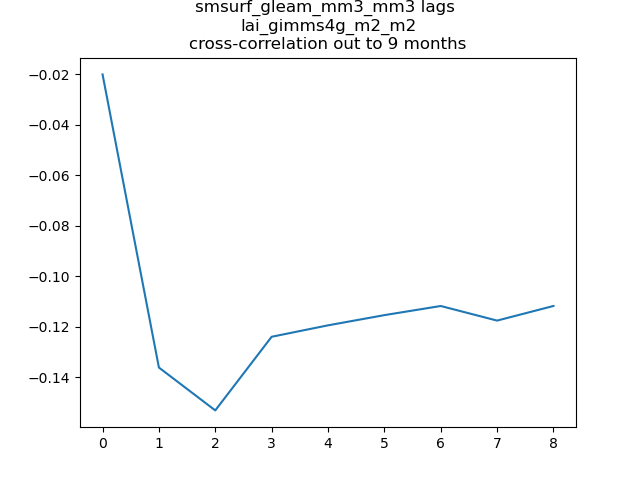 smsurf_gleam_mm3_mm3 lags
lai_gimms4g_m2_m2
cross-correlation out to 9 months
−0.02
−0.04
−0.06
−0.08
−0.10
−0.12
−0.14
0 1 2 3 4 5 6 7 8